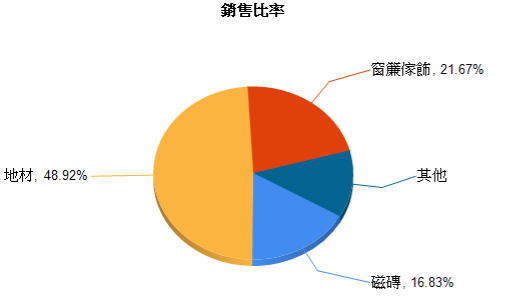 銷售比率
窗簾傢飾, 21.67%
地材, 48.92%
其他
磁磚, 16.83%